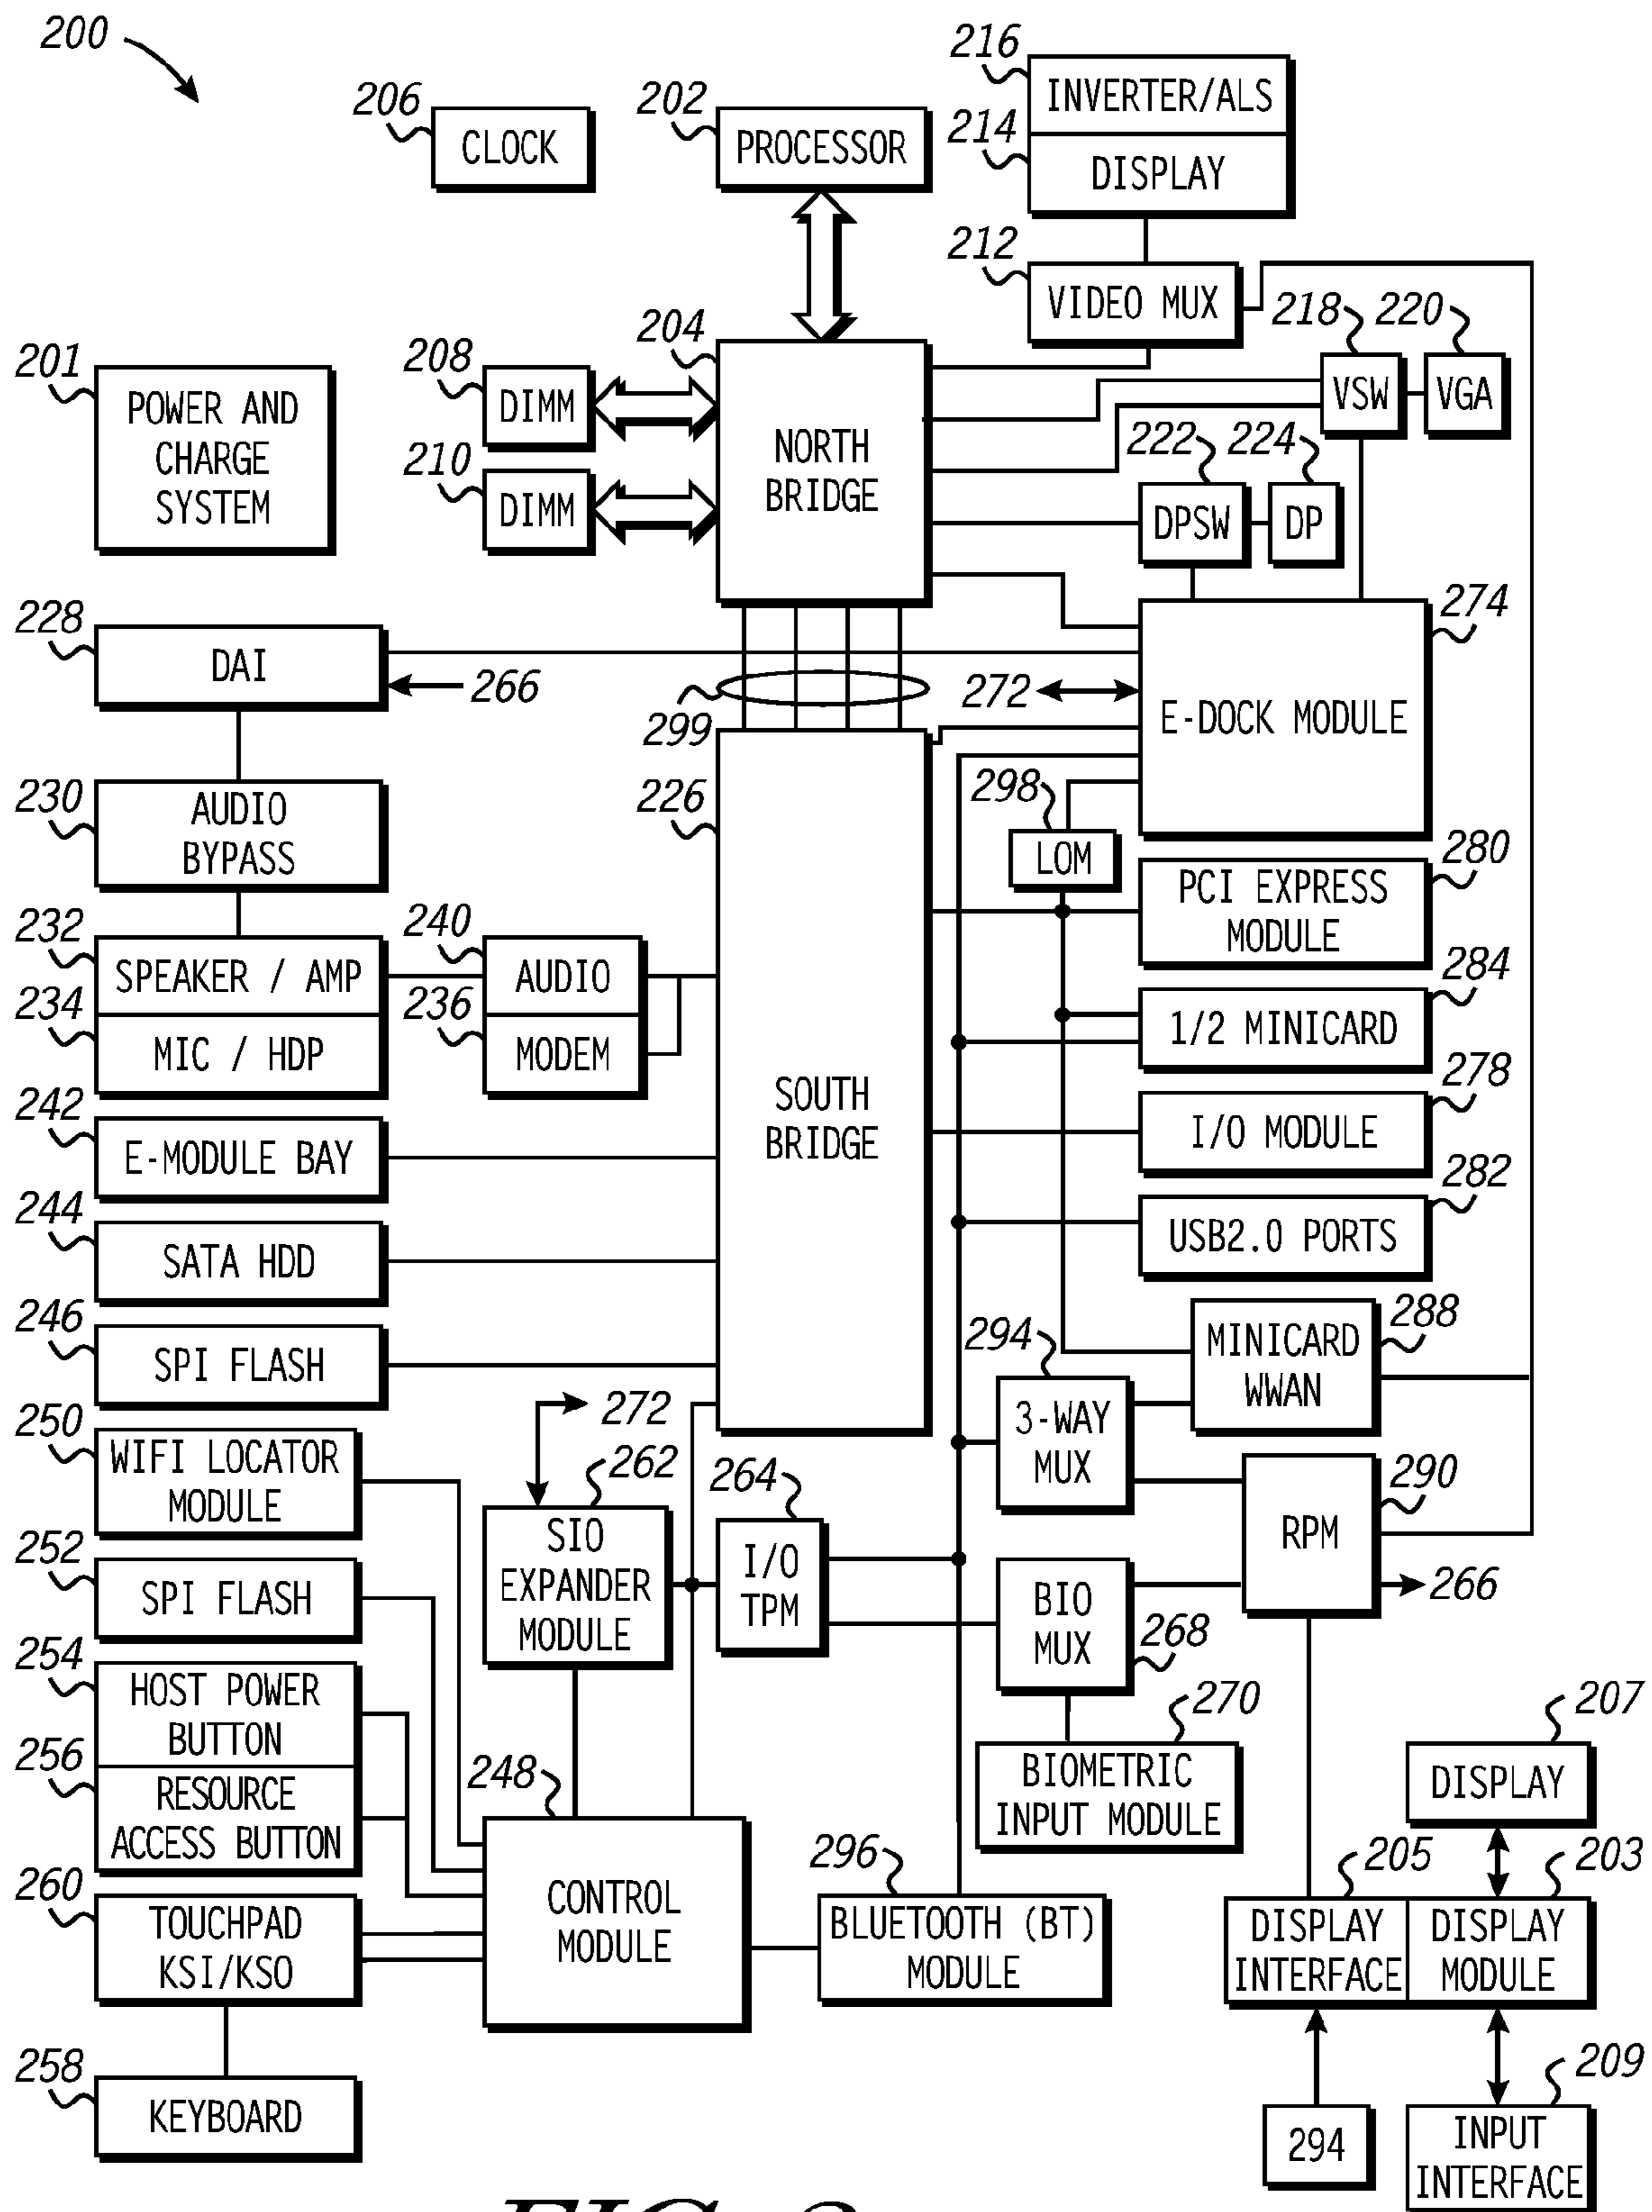 200
206
CLOCK
202
PROCESSOR
216
INVERTER/ALS
214
DISPLAY
212
VIDEO MUX
218
VSW
220
VGA
204
NORTH
BRIDGE
201
POWER AND
CHARGE
SYSTEM
208
DIMM
210
DIMM
222
DPSW
224
DP
228
DAI
266
299
272
274
E-DOCK MODULE
230
AUDIO
BYPASS
226
SOUTH
BRIDGE
298
LOM
280
PCI EXPRESS
MODULE
232
SPEAKER / AMP
234
MIC / HDP
240
AUDIO
236
MODEM
284
1/2 MINICARD
242
E-MODULE BAY
278
I/O MODULE
244
SATA HDD
282
USB2.0 PORTS
246
SPI FLASH
294
3-WAY
MUX
288
MINICARD
WWAN
250
WIFI LOCATOR
MODULE
272
262
SIO
EXPANDER
MODULE
264
I/O
TPM
290
RPM
266
252
SPI FLASH
BIO
MUX
268
254
HOST POWER
BUTTON
256
RESOURCE
ACCESS BUTTON
270
BIOMETRIC
INPUT MODULE
207
DISPLAY
248
CONTROL
MODULE
296
BLUETOOTH (BT)
MODULE
205
DISPLAY
INTERFACE
203
DISPLAY
MODULE
260
TOUCHPAD
KSI/KSO
258
KEYBOARD
294
209
INPUT
INTERFACE